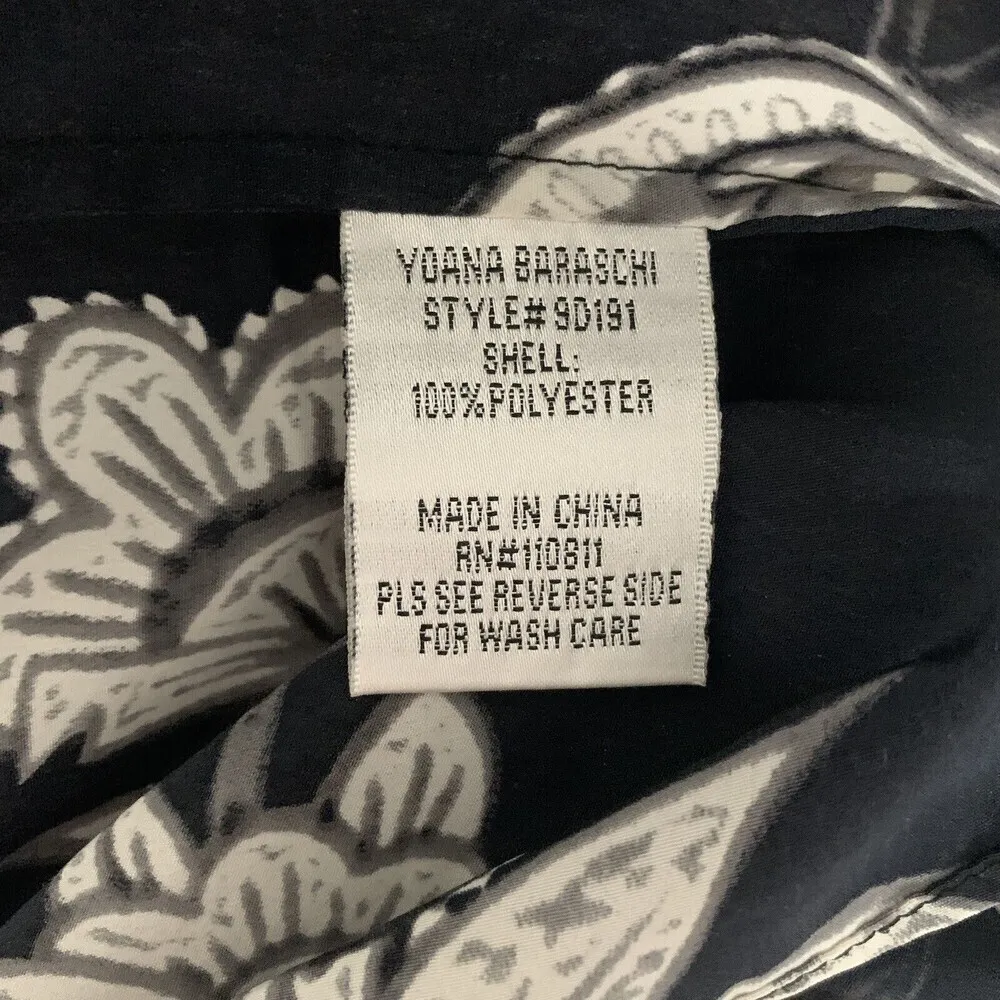 YOANA BARASCHI
STYLE# 9D191
SHELL:
100% POLYESTER
MADE IN CHINA
RN#110811
PLS SEE REVERSE SIDE
FOR WASH CARE